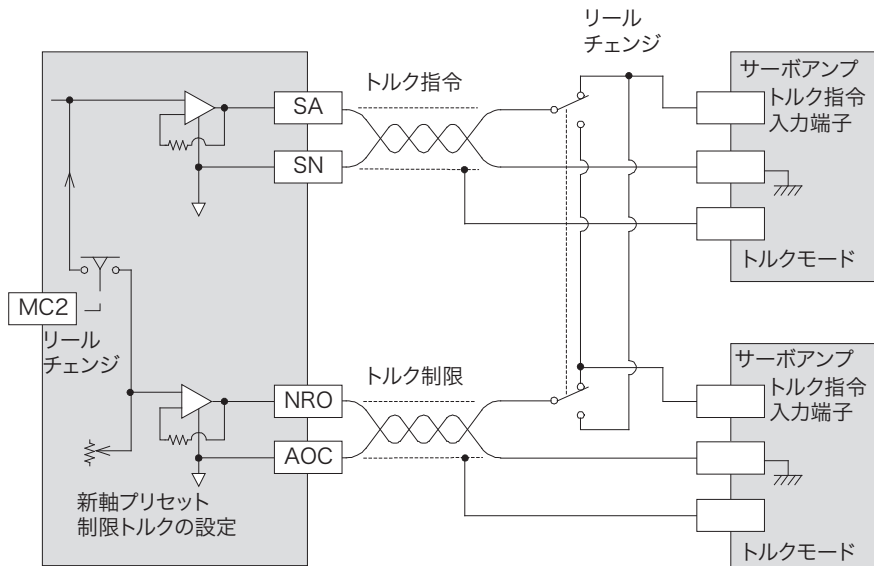 リール
チェンジ
トルク指令
SA
SN
サーボアンプ
トルク指令
入力端子
トルクモード
MC2
リール
チェンジ
トルク制限
NRO
AOC
新軸プリセット
制限トルクの設定
サーボアンプ
トルク指令
入力端子
トルクモード